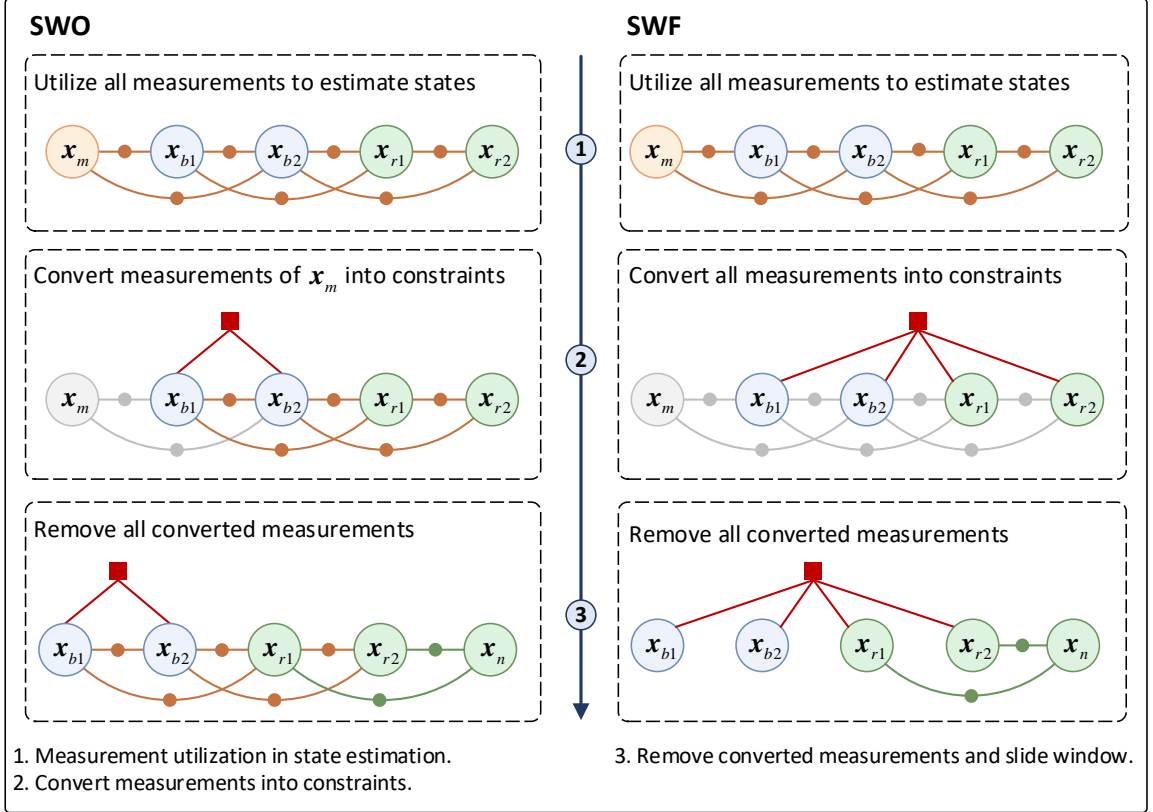 SWO
Utilize all measurements to estimate states
x_m x_b1 x_b2 x_r1 x_r2
Convert measurements of x_m into constraints
x_m x_b1 x_b2 x_r1 x_r2
Remove all converted measurements
x_b1 x_b2 x_r1 x_r2 x_n
1
2
3
SWF
Utilize all measurements to estimate states
x_m x_b1 x_b2 x_r1 x_r2
Convert all measurements into constraints
x_m x_b1 x_b2 x_r1 x_r2
Remove all converted measurements
x_b1 x_b2 x_r1 x_r2 x_n
1. Measurement utilization in state estimation.
2. Convert measurements into constraints.
3. Remove converted measurements and slide window.